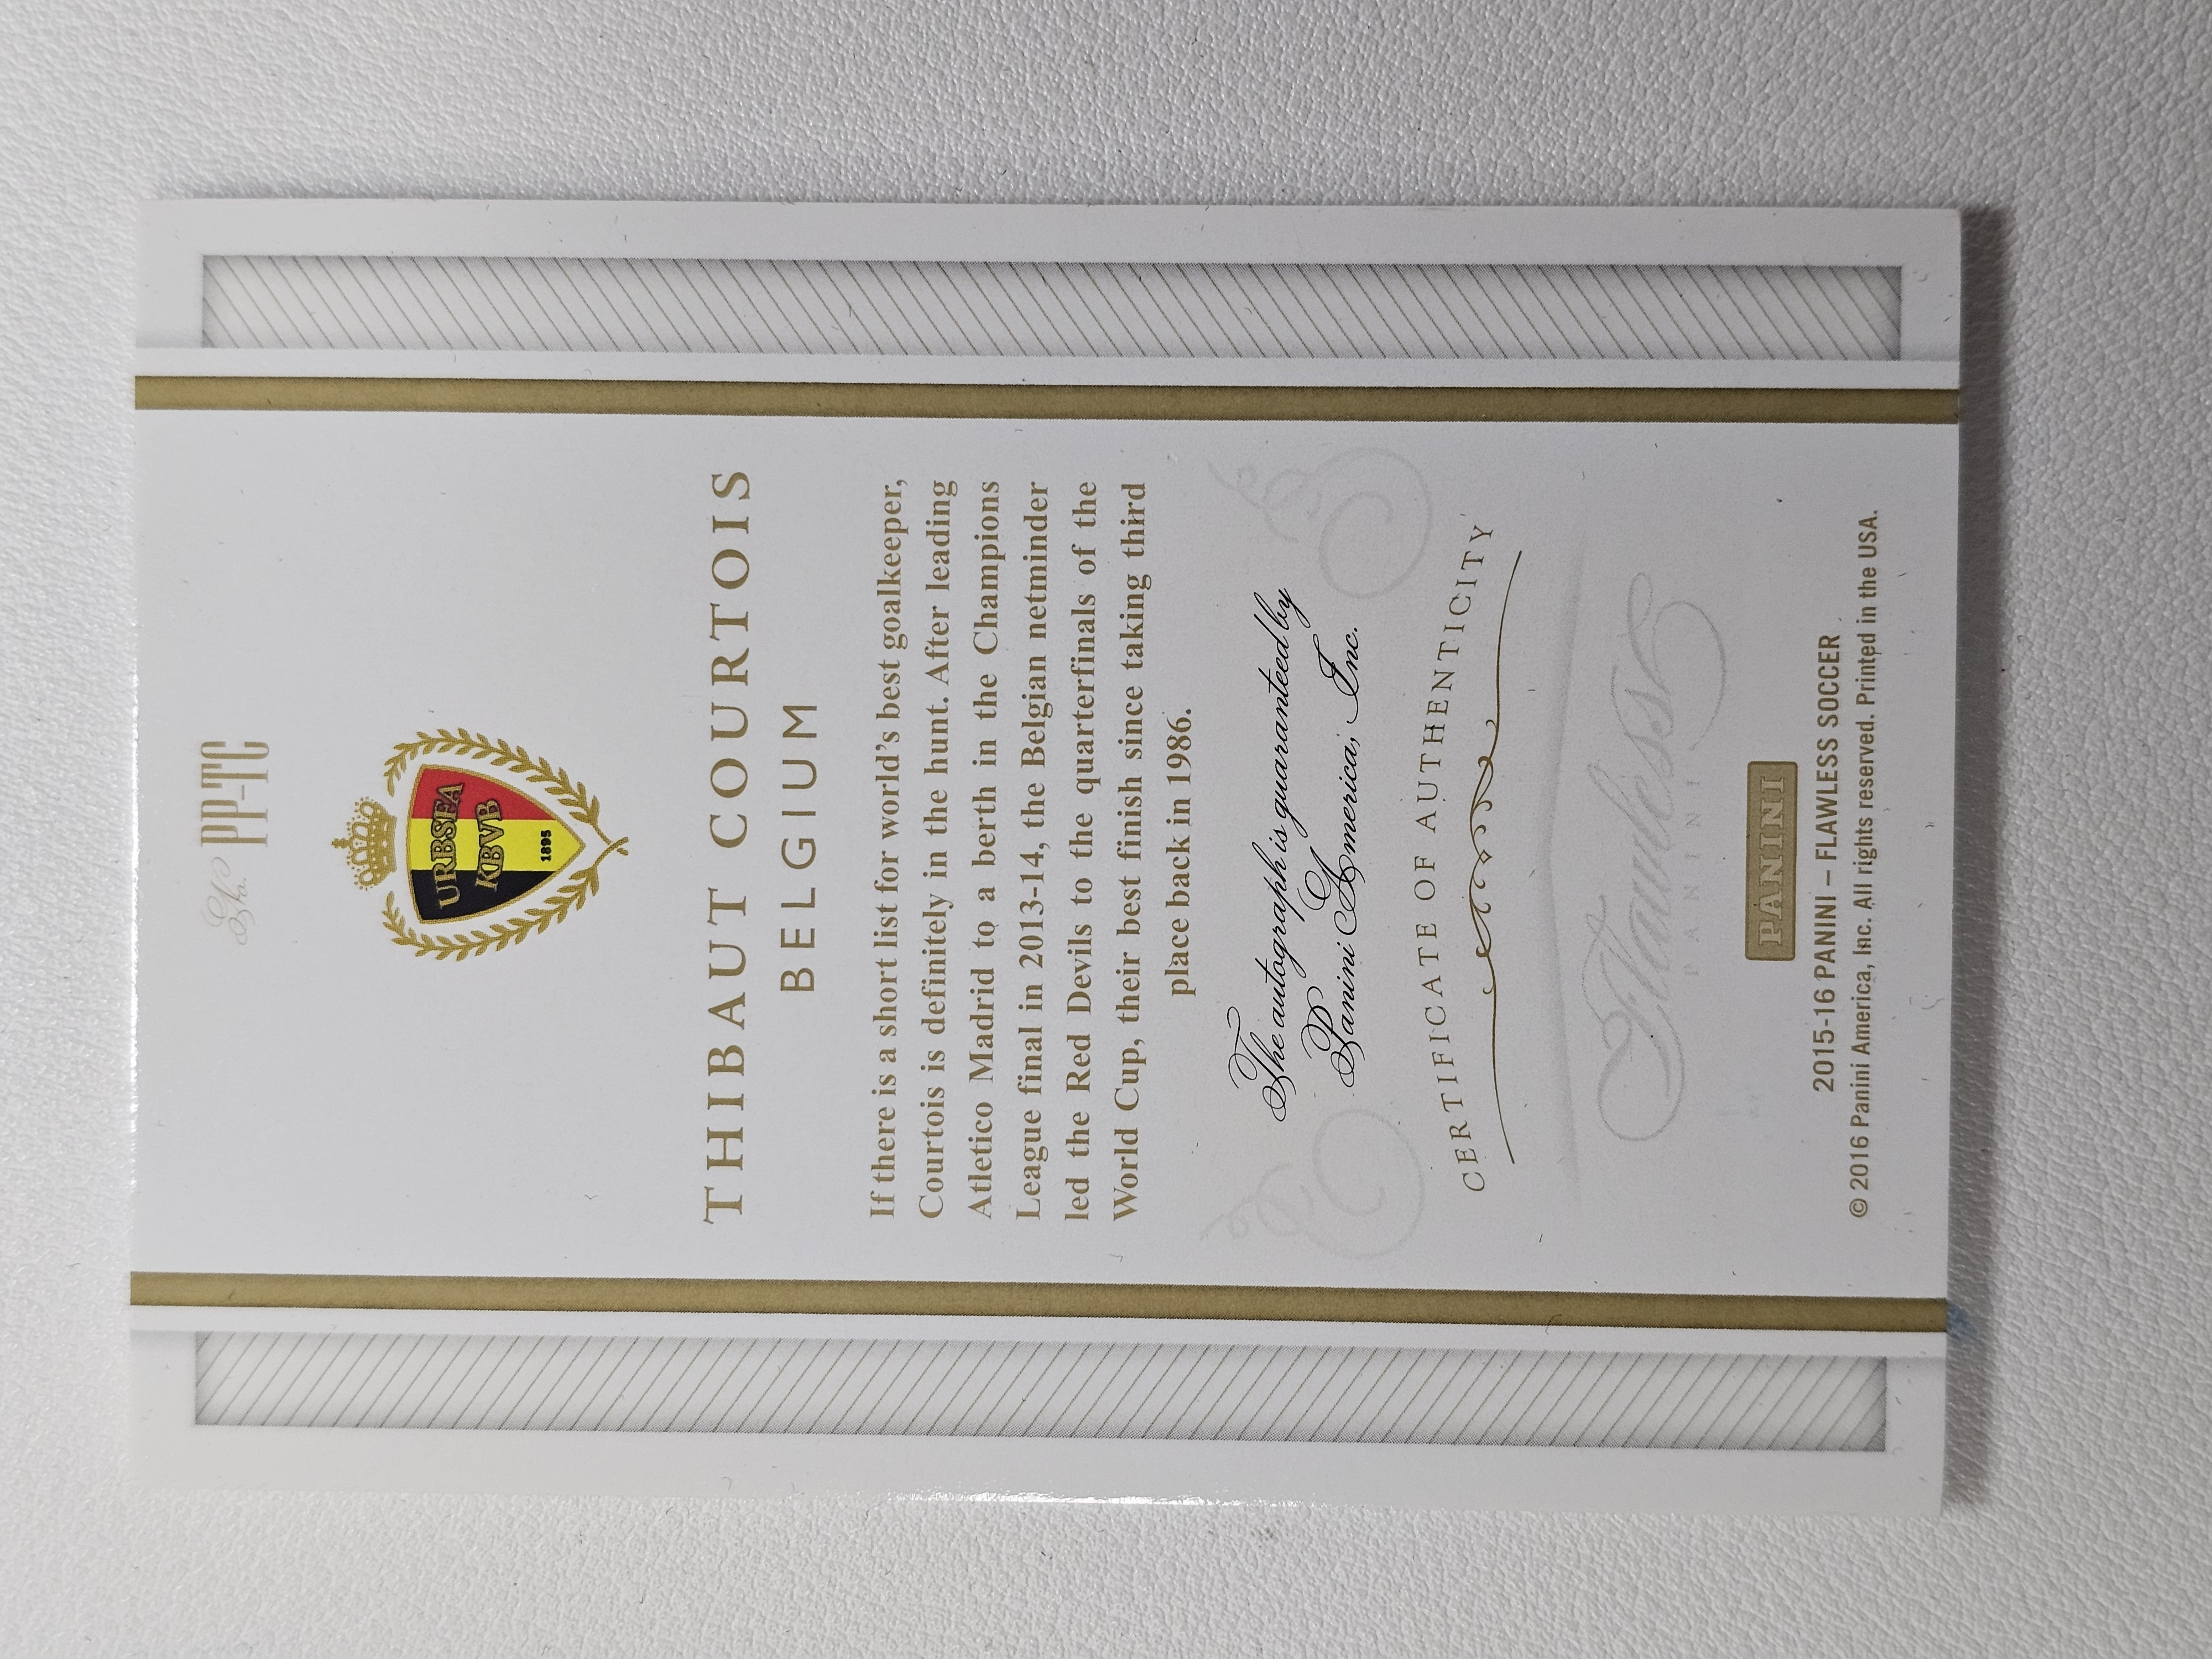 No. PP-TC
URBSFA
KBVB
1895
THIBAUT COURTOIS
BELGIUM
If there is a short list for world's best goalkeeper,
Courtois is definitely in the hunt. After leading
Atletico Madrid to a berth in the Champions
League final in 2013-14, the Belgian netminder
led the Red Devils to the quarterfinals of the
World Cup, their best finish since taking third
place back in 1986.
The autograph is guaranteed by
Panini America, Inc.
CERTIFICATE OF AUTHENTICITY
Flawless
PANINI
PANINI
2015-16 PANINI – FLAWLESS SOCCER
© 2016 Panini America, Inc. All rights reserved. Printed in the USA.